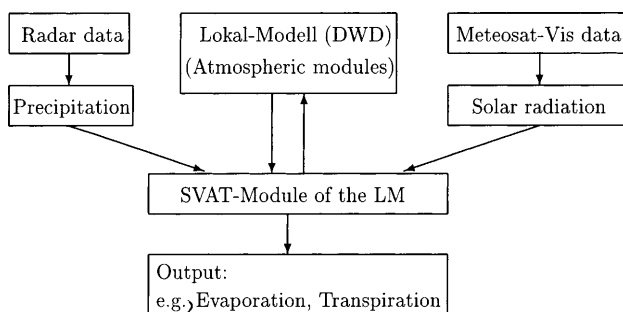 Radar data
Lokal-Modell (DWD)
(Atmospheric modules)
Meteosat-Vis data
Precipitation
Solar radiation
SVAT-Module of the LM
Output:
e.g., Evaporation, Transpiration